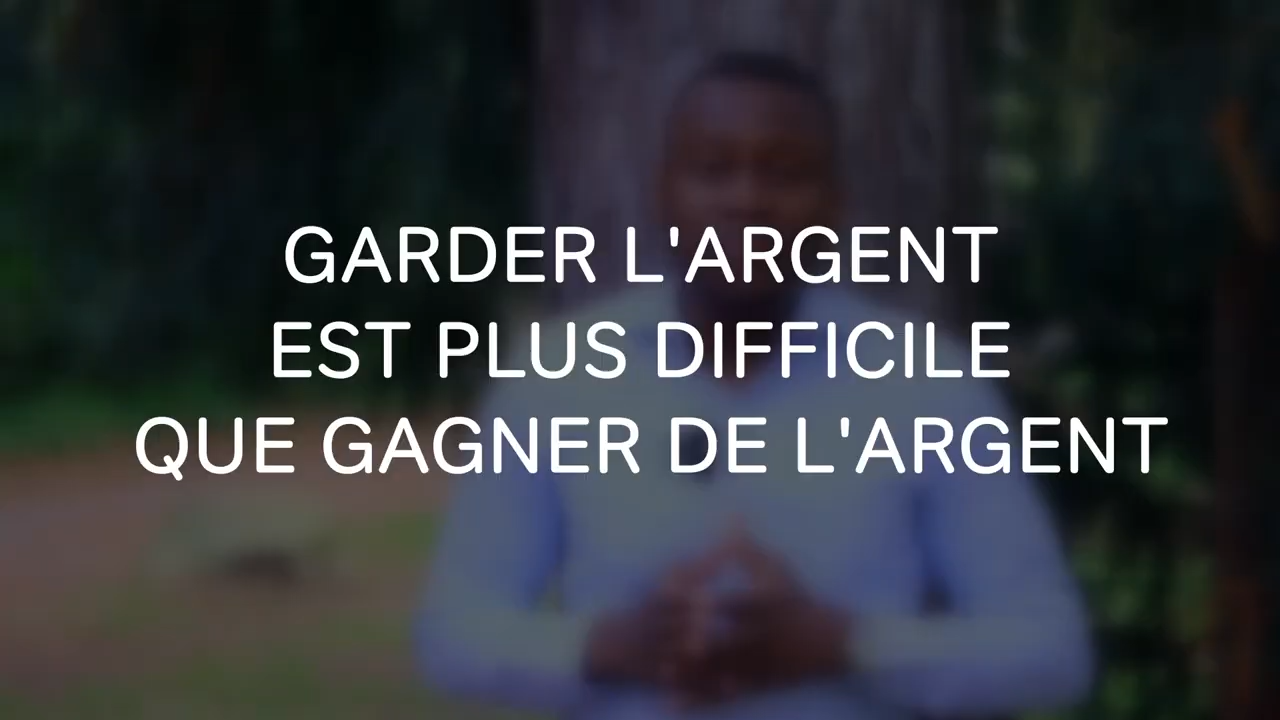 GARDER L'ARGENT
EST PLUS DIFFICILE
QUE GAGNER DE L'ARGENT